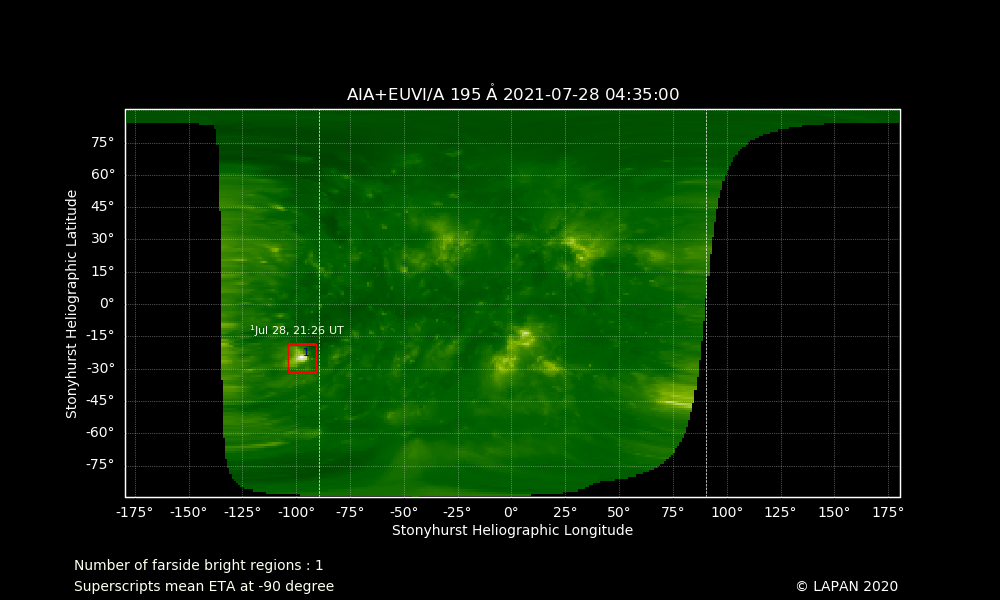 AIA+EUVI/A 195 Å 2021-07-28 04:35:00
75°
60°
45°
30°
15°
0°
-15°
-30°
-45°
-60°
-75°
Stonyhurst Heliographic Latitude
¹Jul 28, 21:26 UT
1
-175° -150° -125° -100° -75° -50° -25° 0° 25° 50° 75° 100° 125° 150° 175°
Stonyhurst Heliographic Longitude
Number of farside bright regions : 1
Superscripts mean ETA at -90 degree
© LAPAN 2020